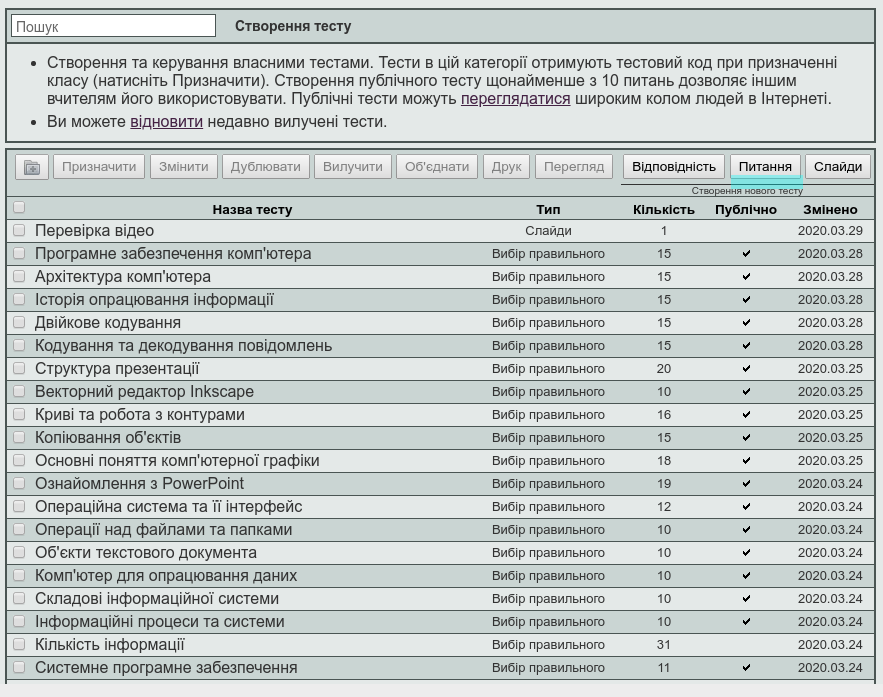 Пошук Створення тесту
Створення та керування власними тестами. Тести в цій категорії отримують тестовий код при призначенні
класу (натисніть Призначити). Створення публічного тесту щонайменше з 10 питань дозволяє іншим
вчителям його використовувати. Публічні тести можуть переглядатися широким колом людей в Інтернеті.
Ви можете відновити недавно вилучені тести.
Призначити Змінити Дублювати Вилучити Об'єднати Друк Перегляд Відповідність Питання Слайди
Створення нового тесту
Назва тесту Тип Кількість Публічно Змінено
Перевірка відео Слайди 1 2020.03.29
Програмне забезпечення комп'ютера Вибір правильного 15 ✔ 2020.03.28
Архітектура комп'ютера Вибір правильного 15 ✔ 2020.03.28
Історія опрацювання інформації Вибір правильного 15 ✔ 2020.03.28
Двійкове кодування Вибір правильного 15 ✔ 2020.03.28
Кодування та декодування повідомлень Вибір правильного 15 ✔ 2020.03.28
Структура презентації Вибір правильного 20 ✔ 2020.03.25
Векторний редактор Inkscape Вибір правильного 10 ✔ 2020.03.25
Криві та робота з контурами Вибір правильного 16 ✔ 2020.03.25
Копіювання об'єктів Вибір правильного 15 ✔ 2020.03.25
Основні поняття комп'ютерної графіки Вибір правильного 18 ✔ 2020.03.25
Ознайомлення з PowerPoint Вибір правильного 19 ✔ 2020.03.24
Операційна система та її інтерфейс Вибір правильного 12 ✔ 2020.03.24
Операції над файлами та папками Вибір правильного 10 ✔ 2020.03.24
Об'єкти текстового документа Вибір правильного 10 ✔ 2020.03.24
Комп'ютер для опрацювання даних Вибір правильного 10 ✔ 2020.03.24
Складові інформаційної системи Вибір правильного 10 ✔ 2020.03.24
Інформаційні процеси та системи Вибір правильного 10 ✔ 2020.03.24
Кількість інформації Вибір правильного 31 2020.03.24
Системне програмне забезпечення Вибір правильного 11 ✔ 2020.03.24